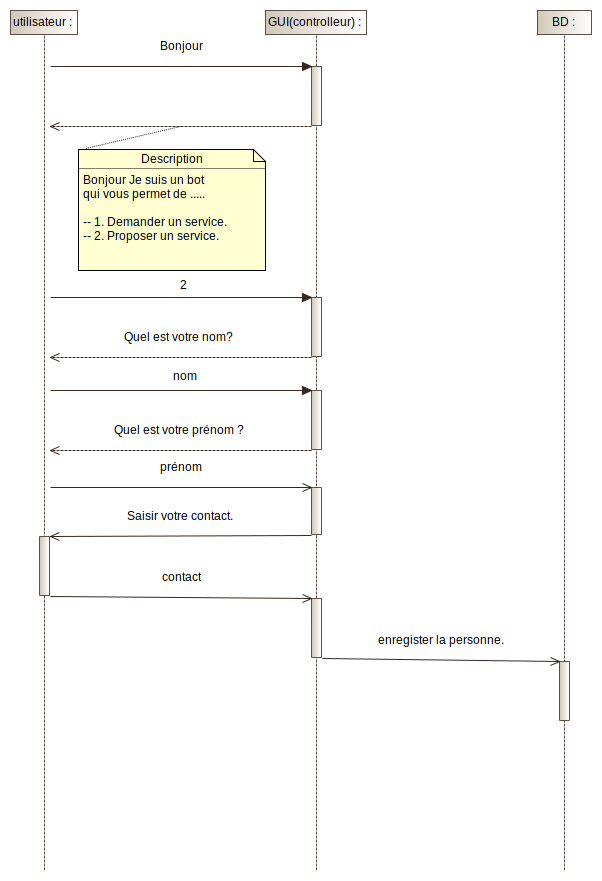 utilisateur :
GUI(controlleur) :
BD :
Bonjour
Description
Bonjour Je suis un bot
qui vous permet de .....
-- 1. Demander un service.
-- 2. Proposer un service.
2
Quel est votre nom?
nom
Quel est votre prénom ?
prénom
Saisir votre contact.
contact
enregister la personne.